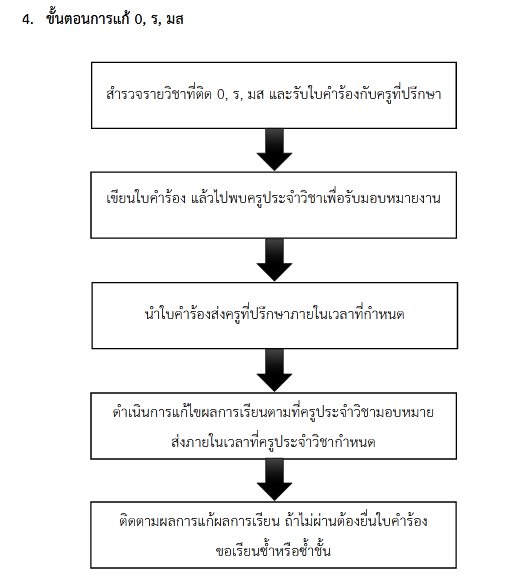 4. ขั้นตอนการแก้ 0, ร, มส
สำรวจรายวิชาที่ติด 0, ร, มส และรับใบคำร้องกับครูที่ปรึกษา
เขียนใบคำร้อง แล้วไปพบครูประจำวิชาเพื่อรับมอบหมายงาน
นำใบคำร้องส่งครูที่ปรึกษาภายในเวลาที่กำหนด
ดำเนินการแก้ไขผลการเรียนตามที่ครูประจำวิชามอบหมาย
ส่งภายในเวลาที่ครูประจำวิชากำหนด
ติดตามผลการแก้ผลการเรียน ถ้าไม่ผ่านต้องยื่นใบคำร้อง
ขอเรียนซ้ำหรือซ้ำชั้น